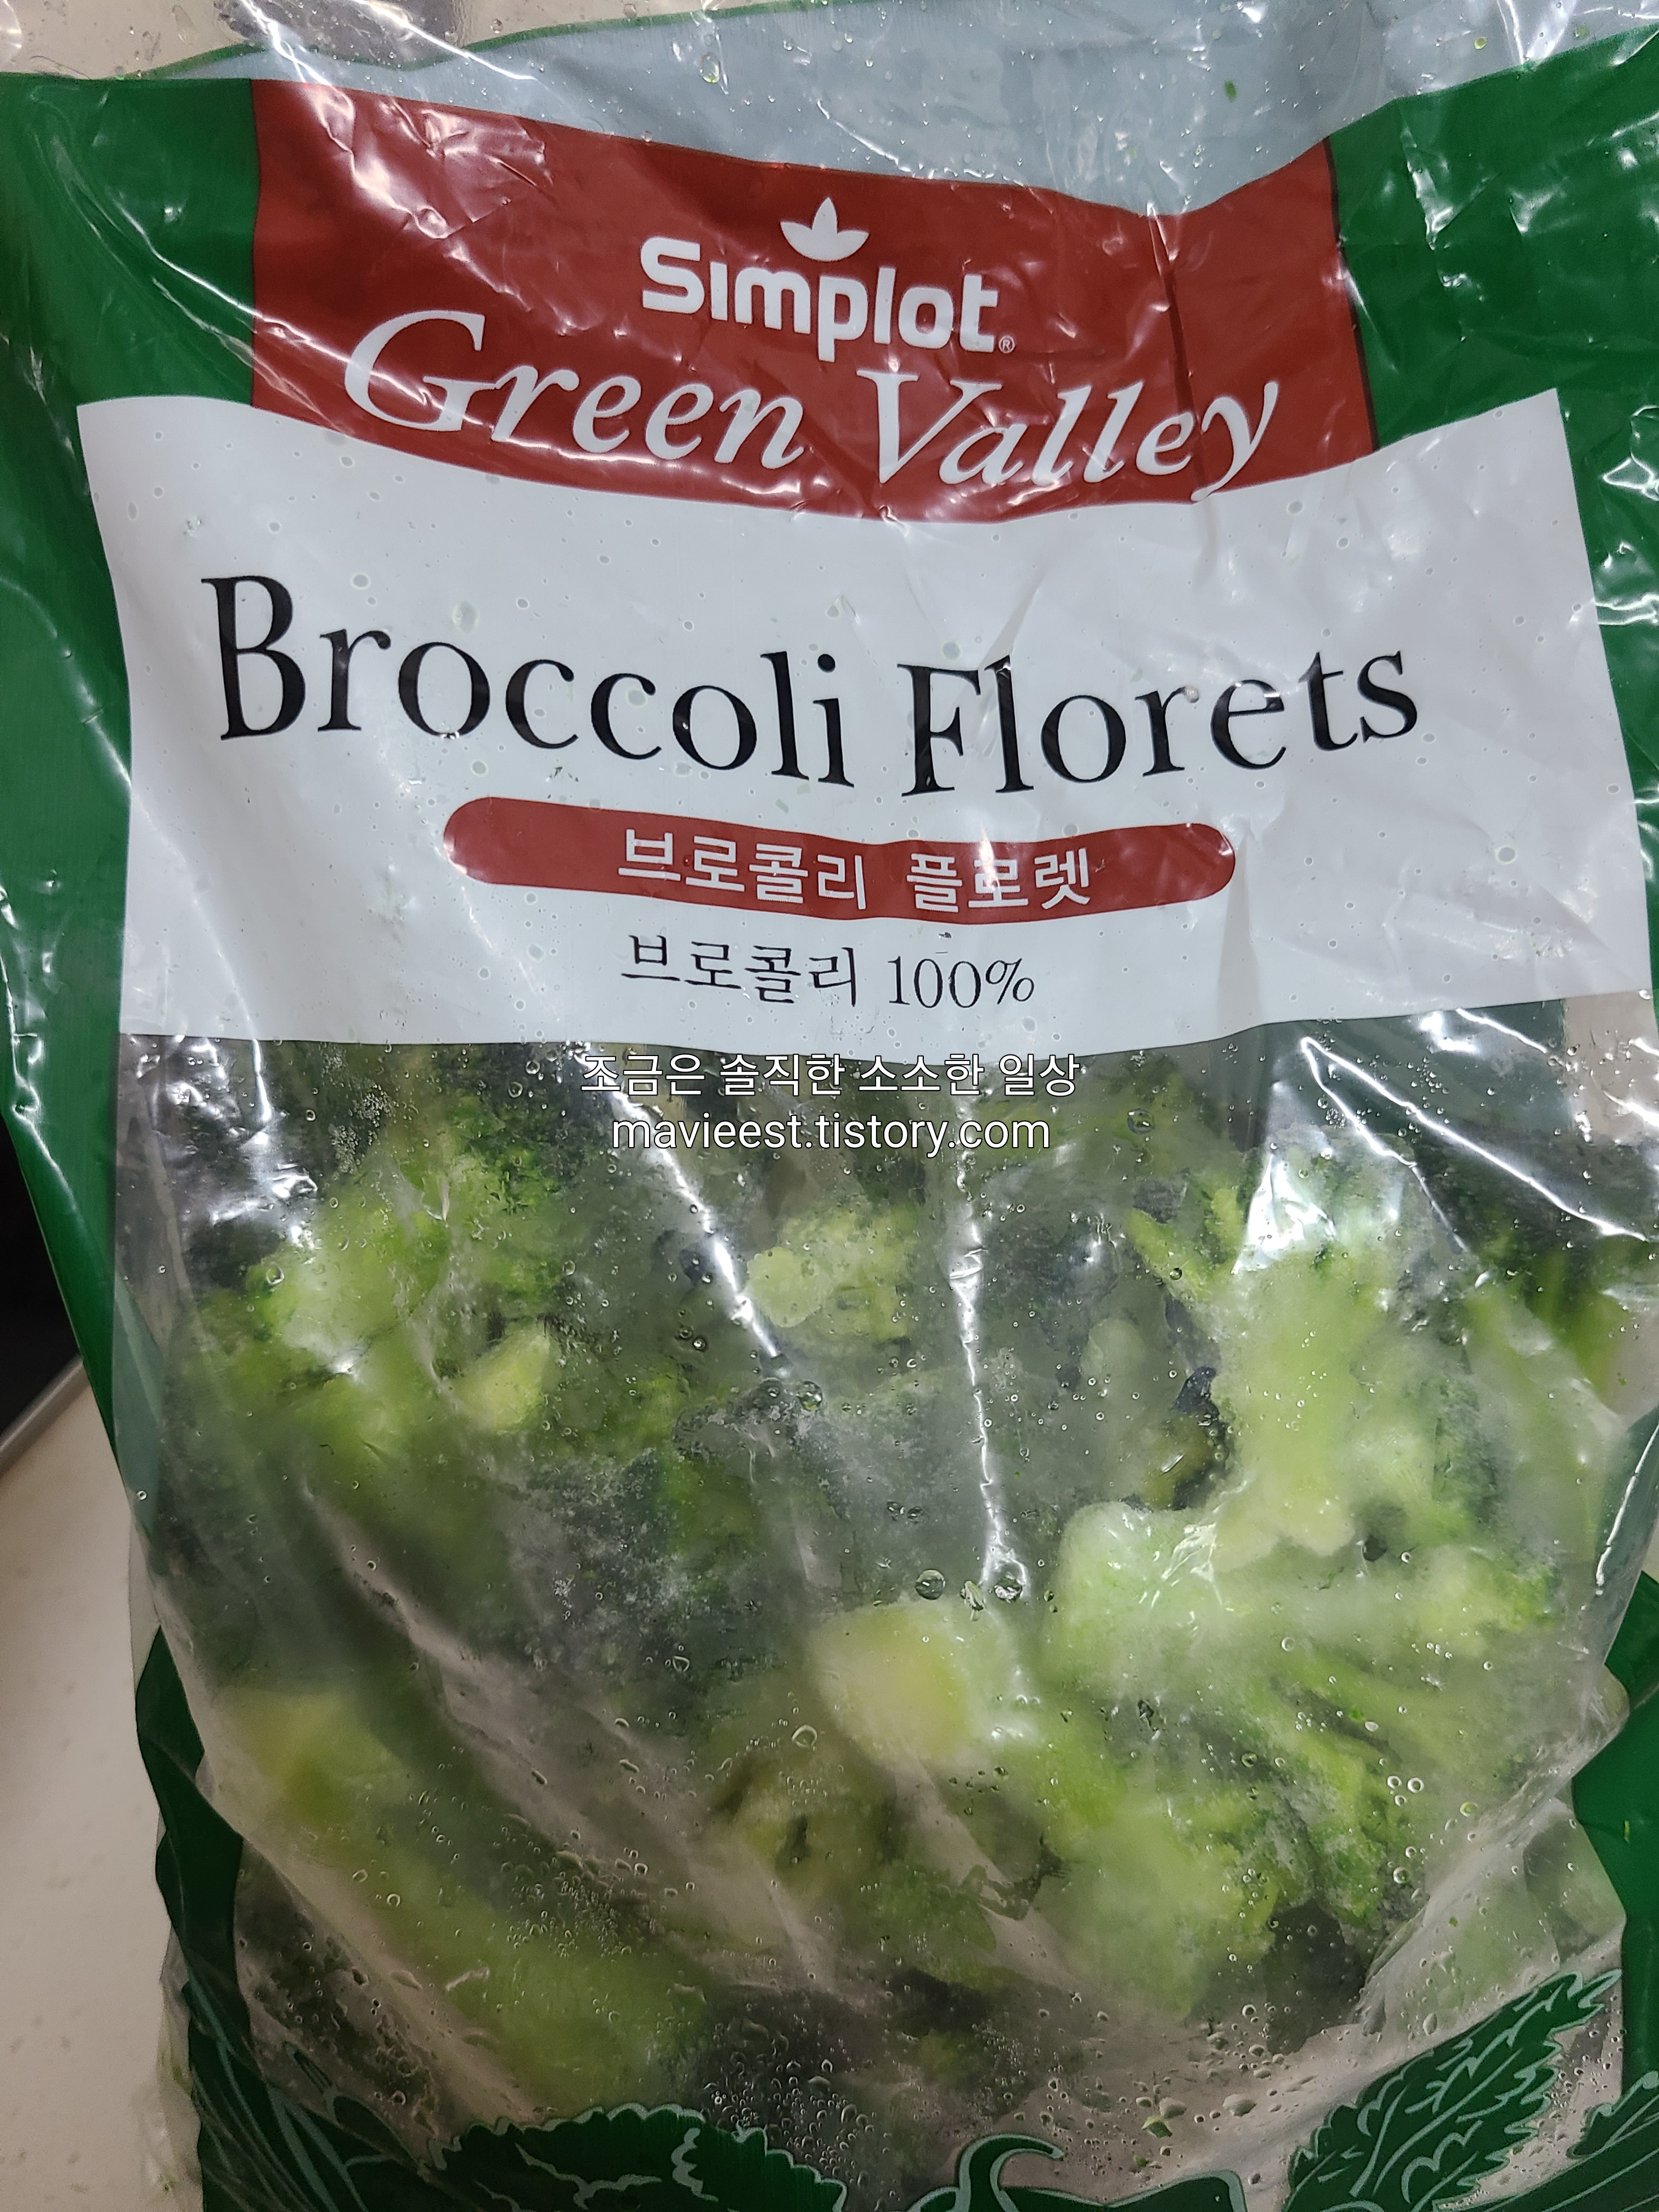 Simplot®
Green Valley
Broccoli Florets
브로콜리 플로렛
브로콜리 100%
조금은 솔직한 소소한 일상
mavieest.tistory.com